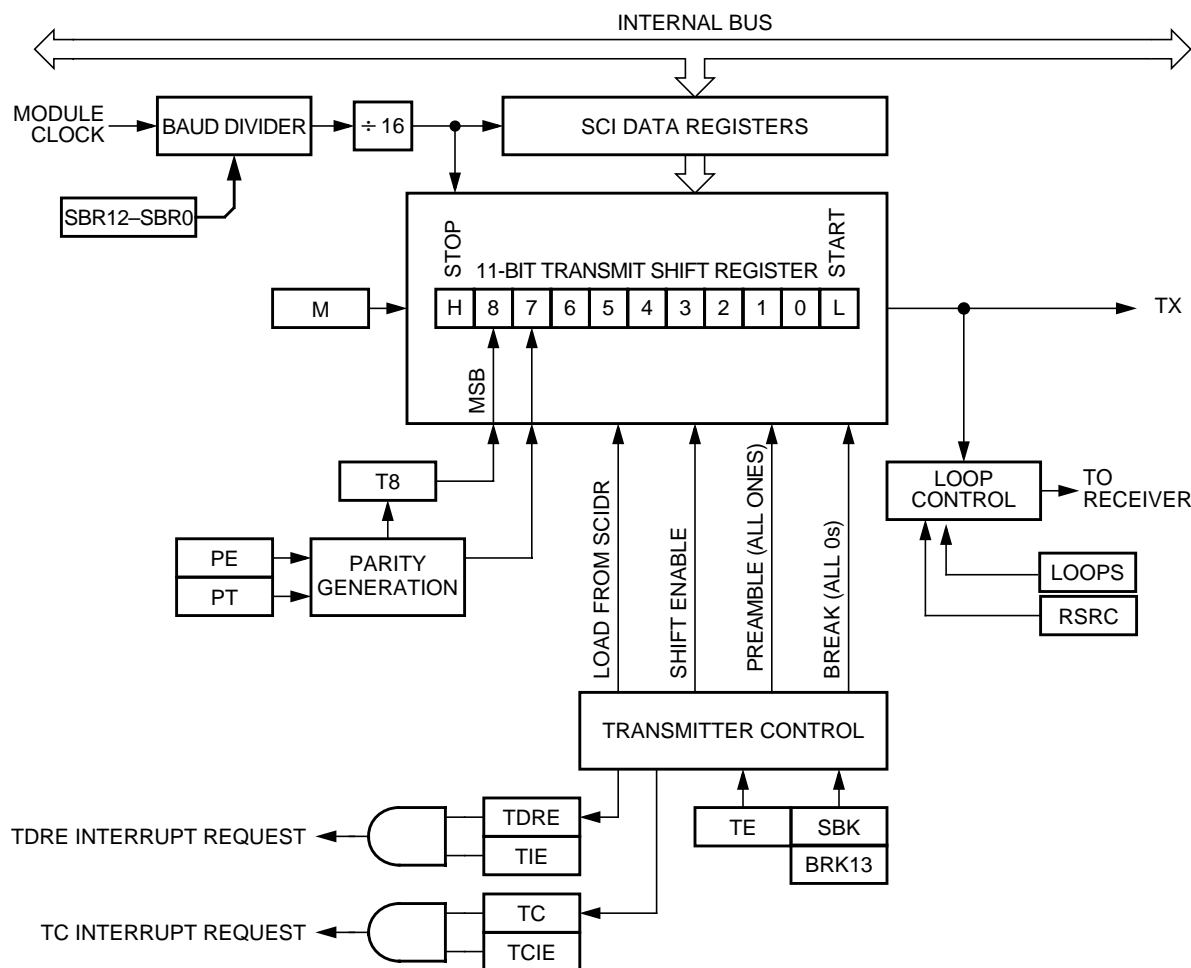 INTERNAL BUS
MODULE
CLOCK
BAUD DIVIDER
÷ 16
SCI DATA REGISTERS
SBR12–SBR0
STOP
11-BIT TRANSMIT SHIFT REGISTER
START
M
H 8 7 6 5 4 3 2 1 0 L
TX
MSB
T8
LOOP
CONTROL
TO
RECEIVER
PE
PT
PARITY
GENERATION
LOAD FROM SCIDR
SHIFT ENABLE
PREAMBLE (ALL ONES)
BREAK (ALL 0s)
LOOPS
RSRC
TRANSMITTER CONTROL
TDRE INTERRUPT REQUEST
TDRE
TIE
TE
SBK
BRK13
TC INTERRUPT REQUEST
TC
TCIE